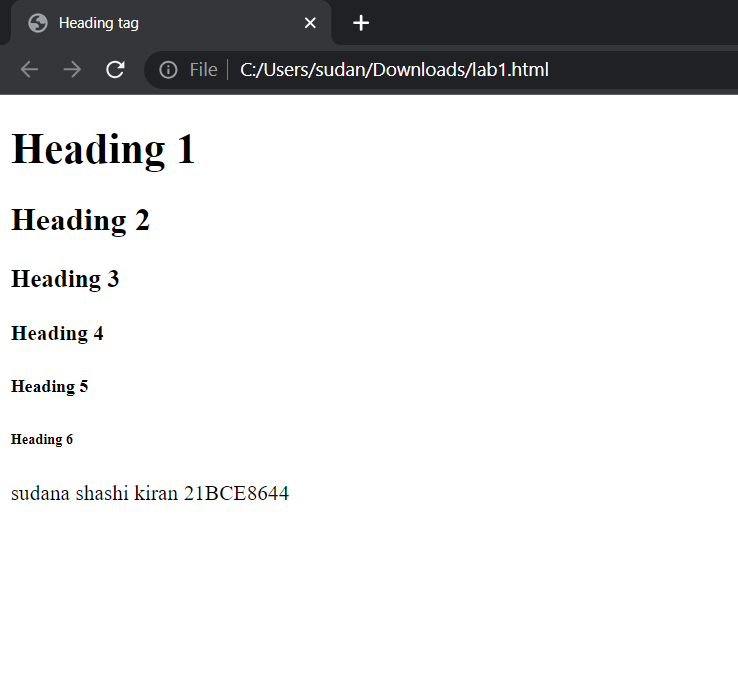 Heading tag
File C:/Users/sudan/Downloads/lab1.html
Heading 1
Heading 2
Heading 3
Heading 4
Heading 5
Heading 6
sudana shashi kiran 21BCE8644